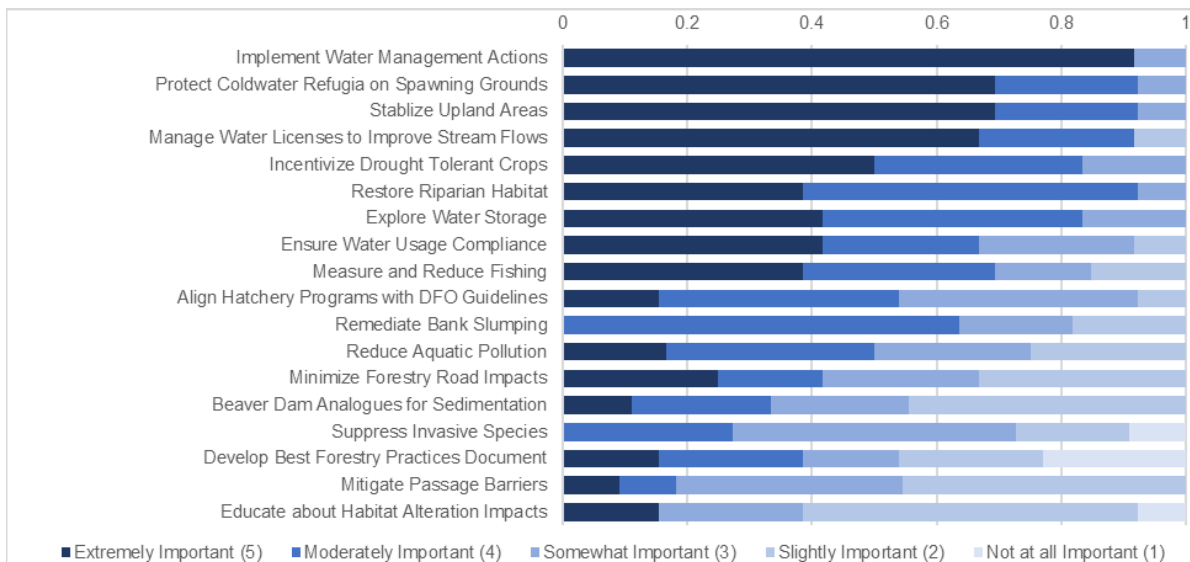 0 0.2 0.4 0.6 0.8 1
Implement Water Management Actions
Protect Coldwater Refugia on Spawning Grounds
Stablize Upland Areas
Manage Water Licenses to Improve Stream Flows
Incentivize Drought Tolerant Crops
Restore Riparian Habitat
Explore Water Storage
Ensure Water Usage Compliance
Measure and Reduce Fishing
Align Hatchery Programs with DFO Guidelines
Remediate Bank Slumping
Reduce Aquatic Pollution
Minimize Forestry Road Impacts
Beaver Dam Analogues for Sedimentation
Suppress Invasive Species
Develop Best Forestry Practices Document
Mitigate Passage Barriers
Educate about Habitat Alteration Impacts
Extremely Important (5) Moderately Important (4) Somewhat Important (3) Slightly Important (2) Not at all Important (1)